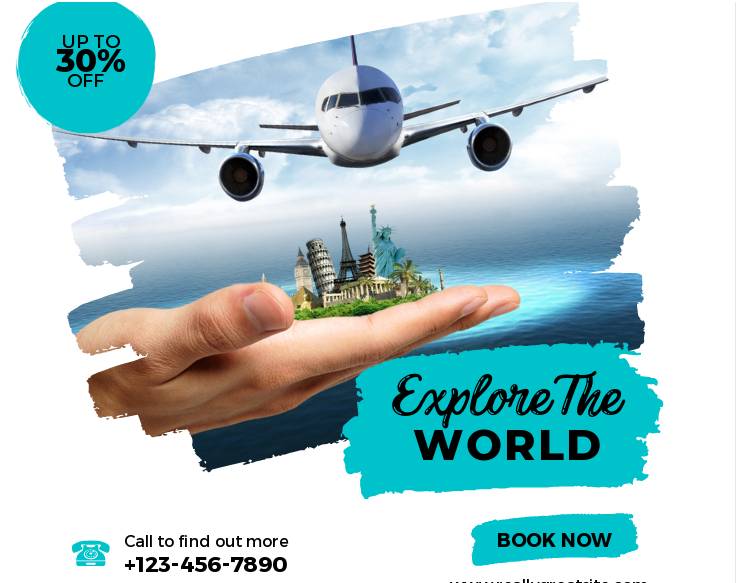 UP TO
30%
OFF
Explore The
WORLD
Call to find out more
+123-456-7890
BOOK NOW